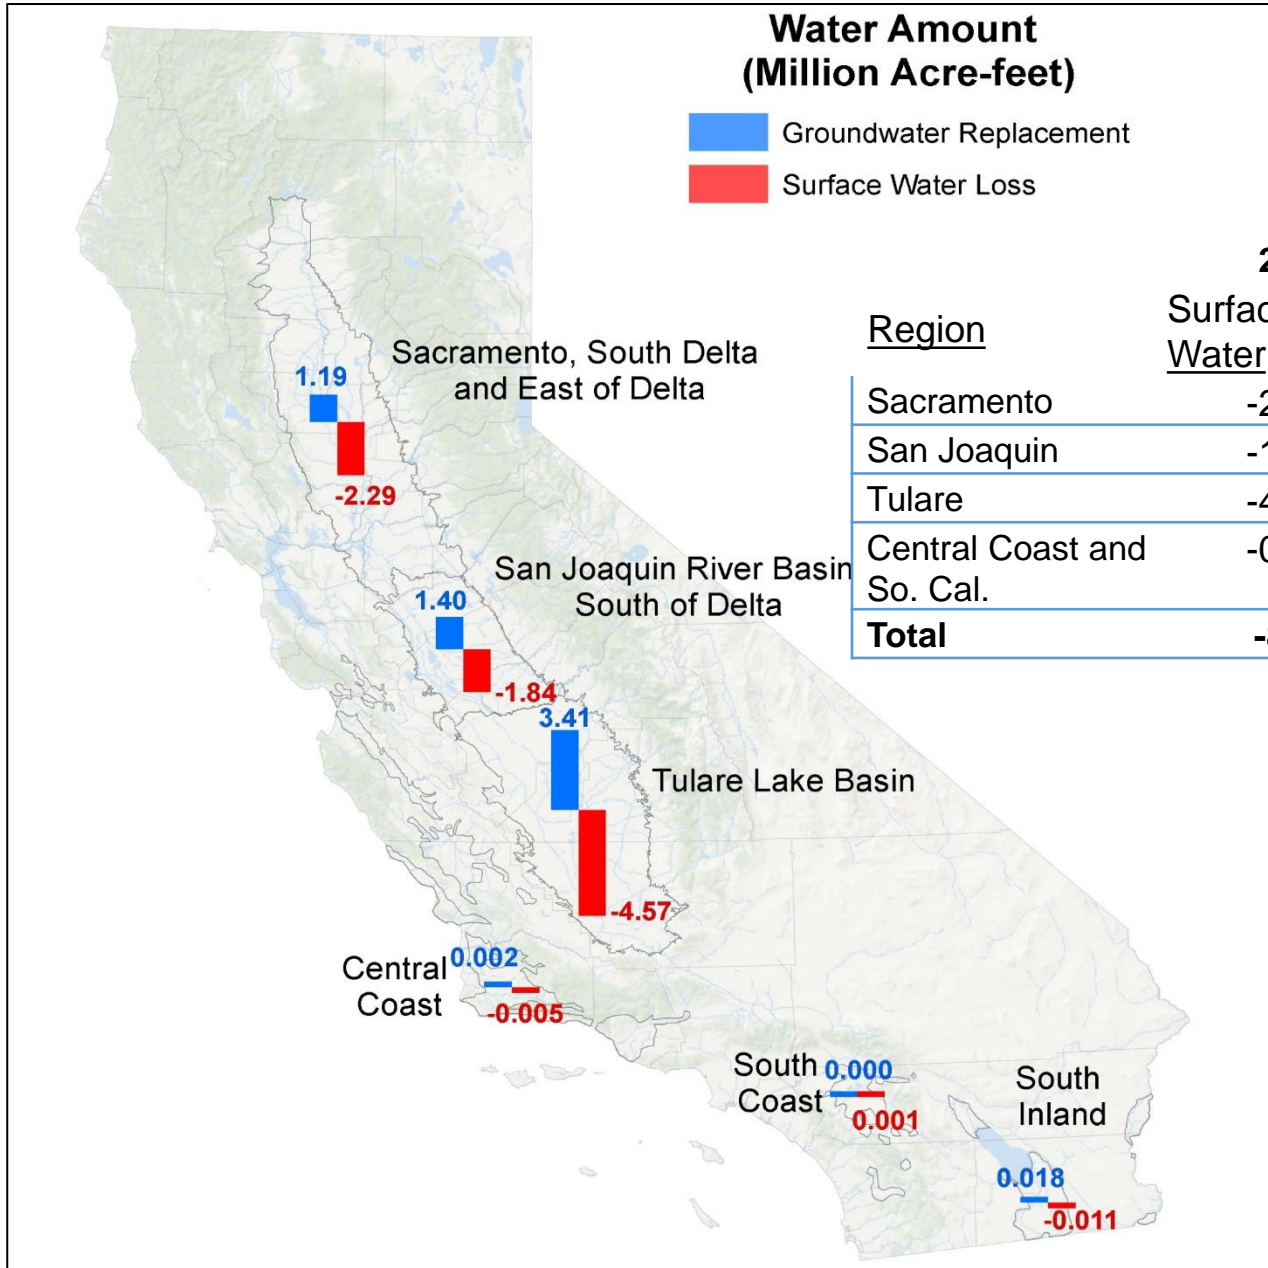 Water Amount
(Million Acre-feet)
Groundwater Replacement
Surface Water Loss
Region
Water
Sacramento
San Joaquin
Tulare
Central Coast and
So. Cal.
Total
Sacramento, South Delta
and East of Delta
1.19
-2.29
San Joaquin River Basin
South of Delta
1.40
-1.84
3.41
Tulare Lake Basin
-4.57
Central
Coast
0.002
-0.005
South
Coast
0.000
0.001
South
Inland
0.018
-0.011